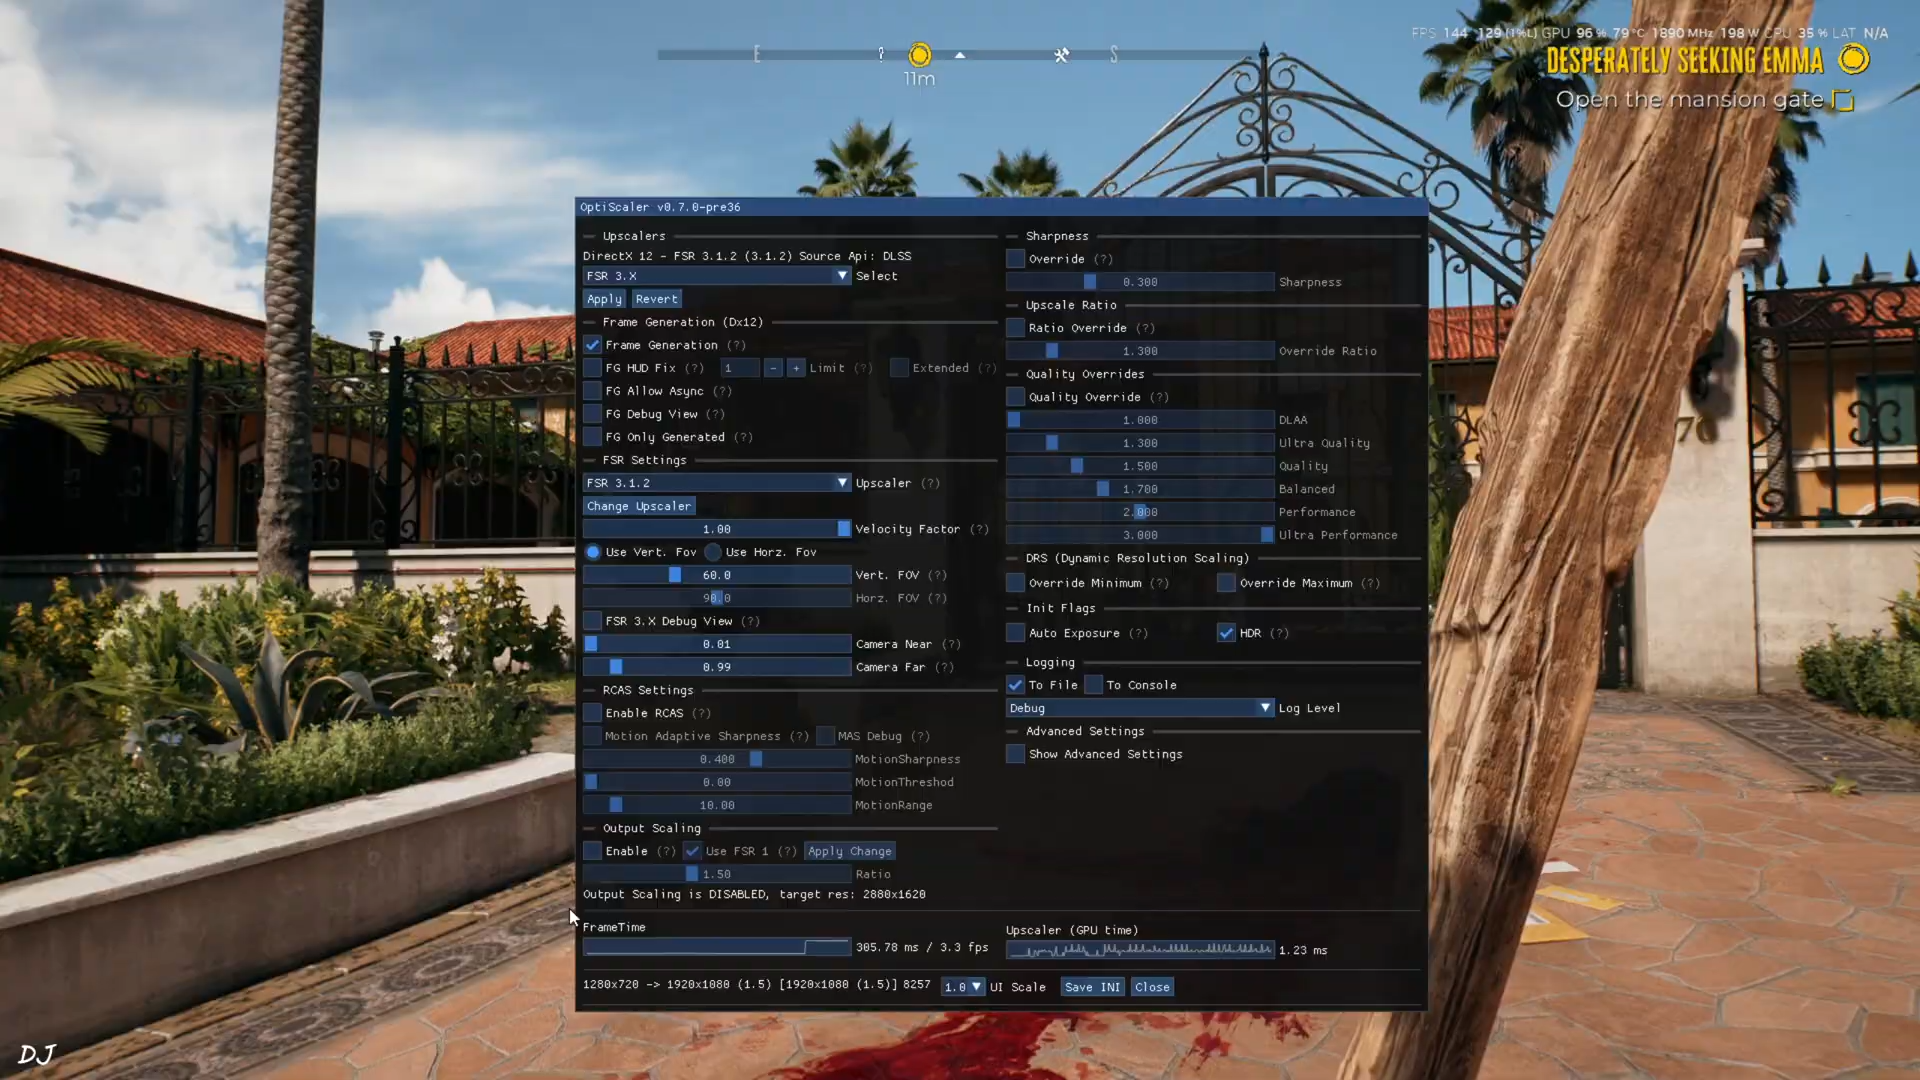 FPS 144 129 (1%L) GPU 96 % 79 °C 1890 MHz 198 W CPU 35 % LAT N/A
E S
11m
DESPERATELY SEEKING EMMA
Open the mansion gate
OptiScaler v0.7.0-pre36
Upscalers
DirectX 12 - FSR 3.1.2 (3.1.2) Source Api: DLSS
FSR 3.X Select
Apply Revert
Frame Generation (Dx12)
Frame Generation (?)
FG HUD Fix (?) 1 - + Limit (?) Extended (?)
FG Allow Async (?)
FG Debug View (?)
FG Only Generated (?)
FSR Settings
FSR 3.1.2 Upscaler (?)
Change Upscaler
1.00 Velocity Factor (?)
Use Vert. Fov Use Horz. Fov
60.0 Vert. FOV (?)
90.0 Horz. FOV (?)
FSR 3.X Debug View (?)
0.01 Camera Near (?)
0.99 Camera Far (?)
RCAS Settings
Enable RCAS (?)
Motion Adaptive Sharpness (?) MAS Debug (?)
0.400 MotionSharpness
0.00 MotionThreshod
10.00 MotionRange
Output Scaling
Enable (?) Use FSR 1 (?) Apply Change
1.50 Ratio
Output Scaling is DISABLED, target res: 2880x1620
Sharpness
Override (?)
0.300 Sharpness
Upscale Ratio
Ratio Override (?)
1.300 Override Ratio
Quality Overrides
Quality Override (?)
1.000 DLAA
1.300 Ultra Quality
1.500 Quality
1.700 Balanced
2.000 Performance
3.000 Ultra Performance
DRS (Dynamic Resolution Scaling)
Override Minimum (?) Override Maximum (?)
Init Flags
Auto Exposure (?) HDR (?)
Logging
To File To Console
Debug Log Level
Advanced Settings
Show Advanced Settings
FrameTime
305.78 ms / 3.3 fps
Upscaler (GPU time)
1.23 ms
1280x720 -> 1920x1080 (1.5) [1920x1080 (1.5)] 8257 1.0 UI Scale Save INI Close
DJ